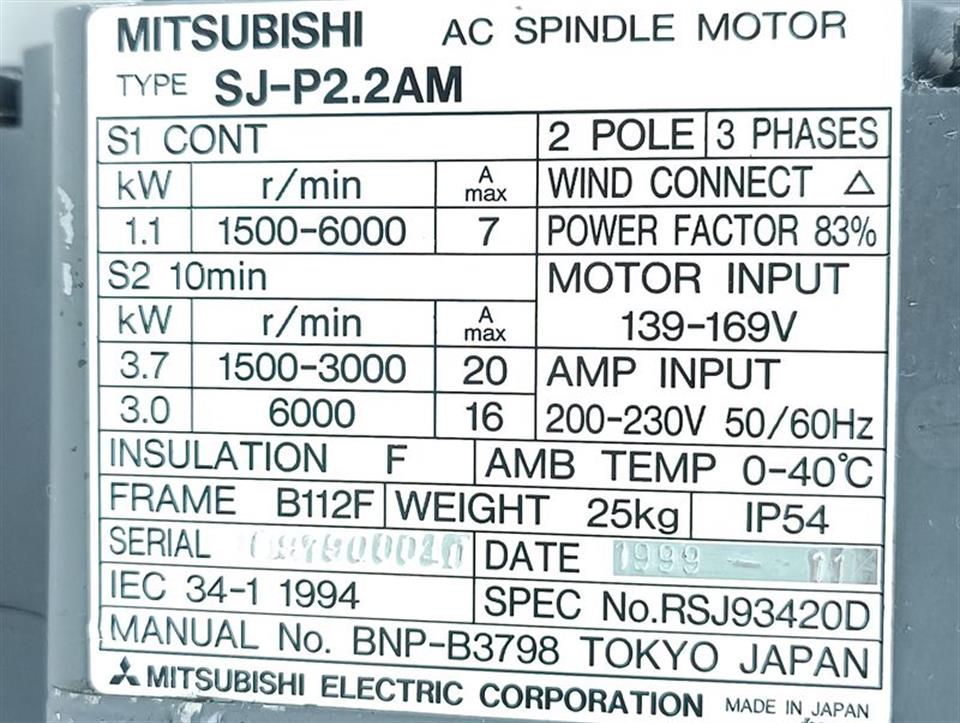 MITSUBISHI AC SPINDLE MOTOR
TYPE SJ-P2.2AM
S1 CONT 2 POLE 3 PHASES
kW r/min A max WIND CONNECT △
1.1 1500-6000 7 POWER FACTOR 83%
S2 10min MOTOR INPUT
kW r/min A max 139-169V
3.7 1500-3000 20 AMP INPUT
3.0 6000 16 200-230V 50/60Hz
INSULATION F AMB TEMP 0-40℃
FRAME B112F WEIGHT 25kg IP54
SERIAL DATE 1999 - 11
IEC 34-1 1994 SPEC No.RSJ93420D
MANUAL No. BNP-B3798 TOKYO JAPAN
MITSUBISHI ELECTRIC CORPORATION MADE IN JAPAN